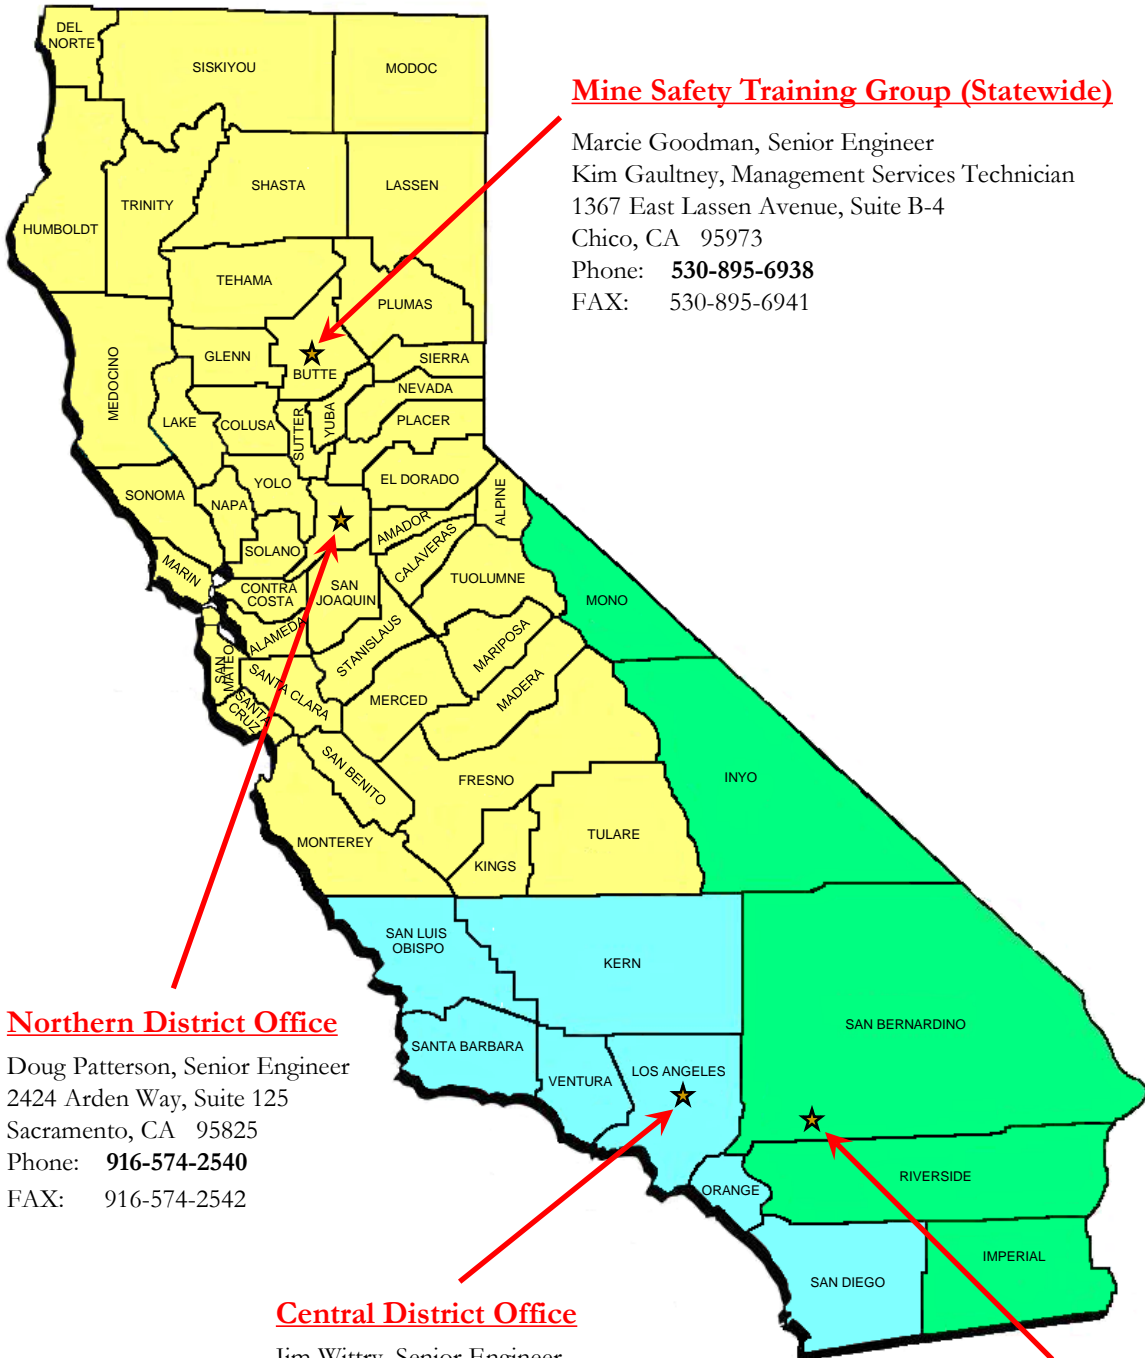 DEL
NORTE
SISKIYOU
MODOC
Mine Safety Training Group (Statewide)
Marcie Goodman, Senior Engineer
Kim Gaultney, Management Services Technician
1367 East Lassen Avenue, Suite B-4
Chico, CA 95973
Phone: 530-895-6938
FAX: 530-895-6941
SHASTA
LASSEN
TRINITY
HUMBOLDT
TEHAMA
PLUMAS
GLENN
SIERRA
BUTTE
MEDOCINO
NEVADA
LAKE
COLUSA
SUTTER
YUBA
PLACER
YOLO
EL DORADO
SONOMA
NAPA
ALPINE
AMADOR
SOLANO
CALAVERAS
MARIN
CONTRA
COSTA
SAN
JOAQUIN
TUOLUMNE
MONO
ALAMEDA
STANISLAUS
MARIPOSA
SAN
MATEO
SANTA CLARA
MERCED
MADERA
SANTA
CRUZ
SAN BENITO
FRESNO
INYO
MONTEREY
TULARE
KINGS
SAN LUIS
OBISPO
KERN
SAN BERNARDINO
SANTA BARBARA
VENTURA
LOS ANGELES
RIVERSIDE
ORANGE
IMPERIAL
SAN DIEGO
Northern District Office
Doug Patterson, Senior Engineer
2424 Arden Way, Suite 125
Sacramento, CA 95825
Phone: 916-574-2540
FAX: 916-574-2542
Central District Office
Jim Wittry, Senior Engineer